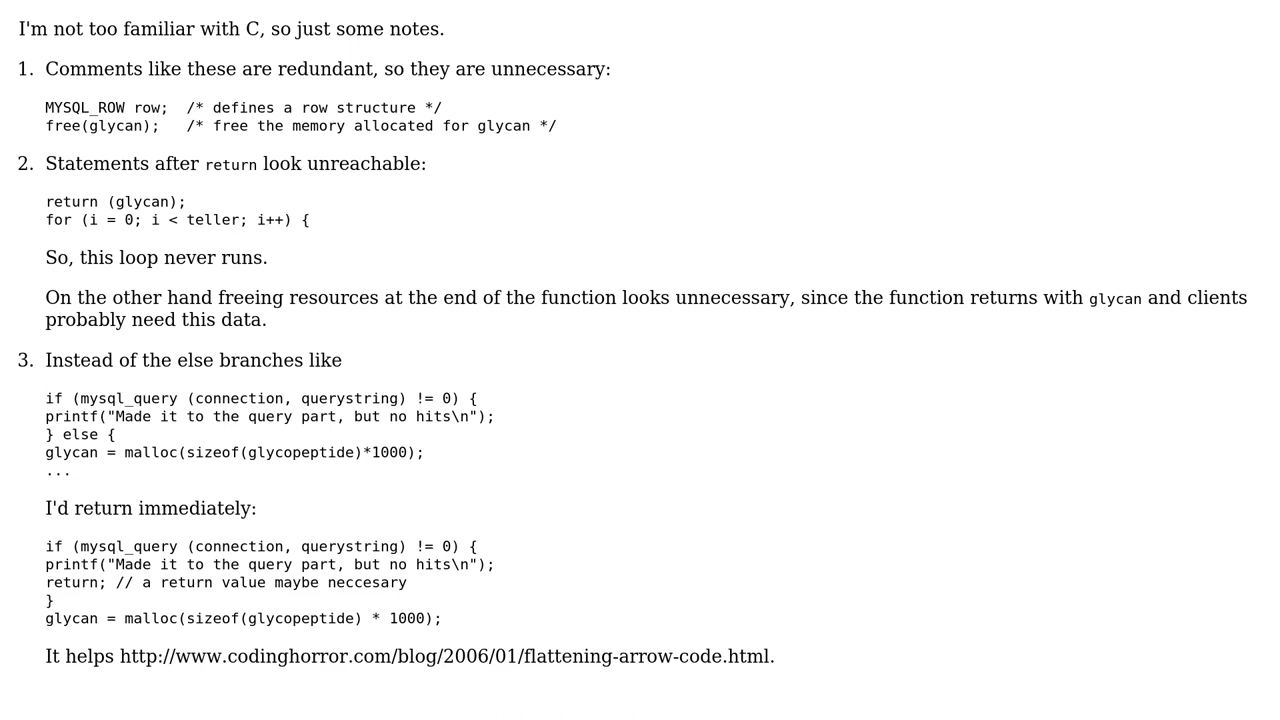 I'm not too familiar with C, so just some notes.
1. Comments like these are redundant, so they are unnecessary:
MYSQL_ROW row;  /* defines a row structure */
free(glycan);   /* free the memory allocated for glycan */
2. Statements after return look unreachable:
return (glycan);
for (i = 0; i < teller; i++) {
So, this loop never runs.
On the other hand freeing resources at the end of the function looks unnecessary, since the function returns with glycan and clients
probably need this data.
3. Instead of the else branches like
if (mysql_query (connection, querystring) != 0) {
printf("Made it to the query part, but no hits\n");
} else {
glycan = malloc(sizeof(glycopeptide)*1000);
...
I'd return immediately:
if (mysql_query (connection, querystring) != 0) {
printf("Made it to the query part, but no hits\n");
return; // a return value maybe neccesary
}
glycan = malloc(sizeof(glycopeptide) * 1000);
It helps http://www.codinghorror.com/blog/2006/01/flattening-arrow-code.html.